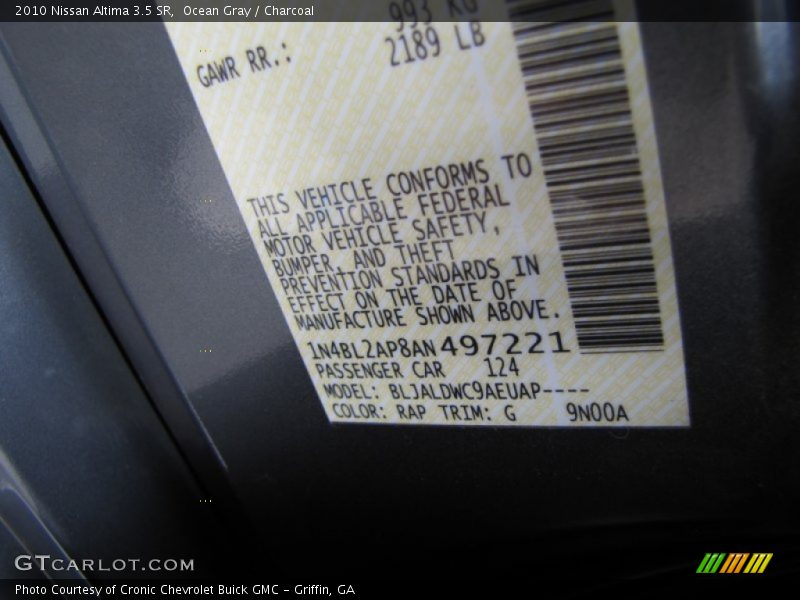 2010 Nissan Altima 3.5 SR, Ocean Gray / Charcoal
993 KG
GAWR RR.: 2189 LB
THIS VEHICLE CONFORMS TO
ALL APPLICABLE FEDERAL
MOTOR VEHICLE SAFETY,
BUMPER, AND THEFT
PREVENTION STANDARDS IN
EFFECT ON THE DATE OF
MANUFACTURE SHOWN ABOVE.
1N4BL2AP8AN497221
PASSENGER CAR 124
MODEL: BLJALDWC9AEUAP----
COLOR: RAP TRIM: G 9N00A
GTCARLOT.COM
Photo Courtesy of Cronic Chevrolet Buick GMC – Griffin, GA